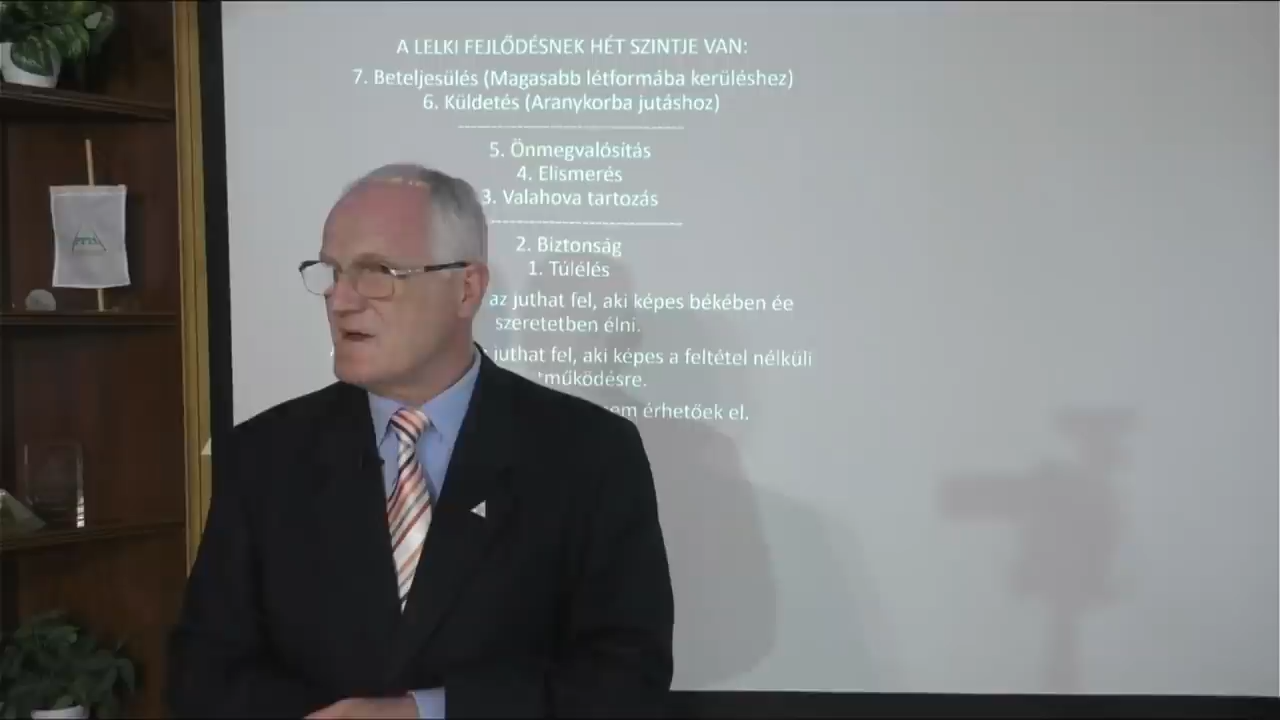 A LELKI FEJLŐDÉSNEK HÉT SZINTJE VAN:
7. Beteljesülés (Magasabb létformába kerüléshez)
6. Küldetés (Aranykorba jutáshoz)
5. Önmegvalósítás
4. Elismerés
3. Valahova tartozás
2. Biztonság
1. Túlélés
az juthat fel, aki képes békében ée
szeretetben élni.
juthat fel, aki képes a feltétel nélküli
tműködésre.
érhetőek el.